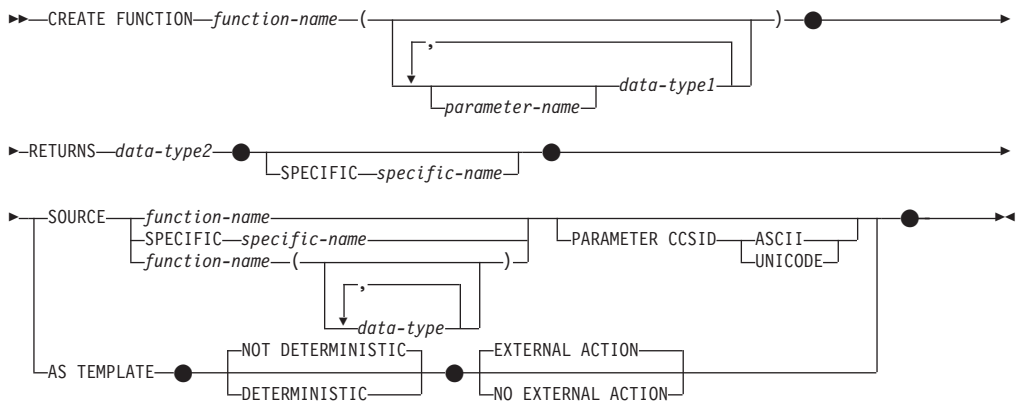 CREATE FUNCTION function-name ( )
,
parameter-name data-type1
RETURNS data-type2
SPECIFIC specific-name
SOURCE function-name
SPECIFIC specific-name
function-name ( )
,
data-type
PARAMETER CCSID ASCII
UNICODE
AS TEMPLATE NOT DETERMINISTIC EXTERNAL ACTION
DETERMINISTIC NO EXTERNAL ACTION